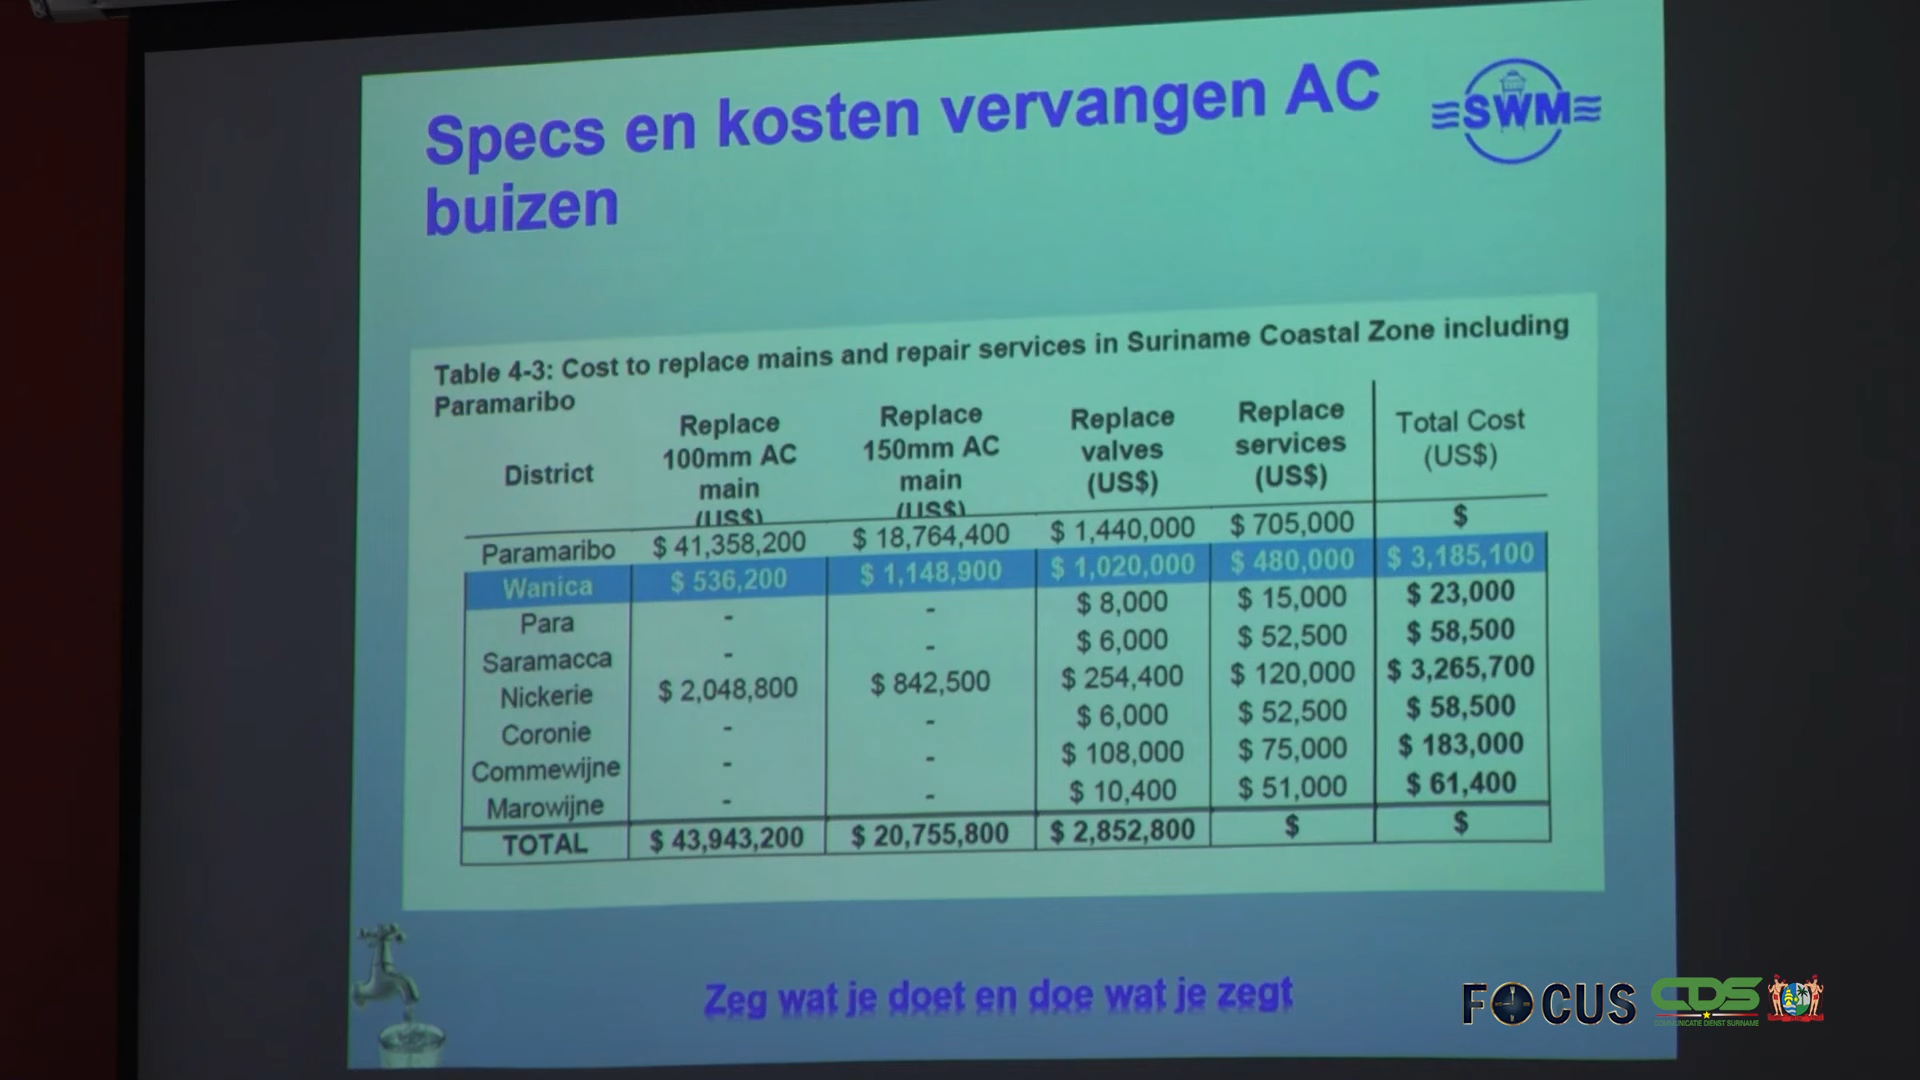 Specs en kosten vervangen AC
buizen
SWM
Table 4-3: Cost to replace mains and repair services in Suriname Coastal Zone including
Paramaribo
District Replace 100mm AC main (US$) Replace 150mm AC main (US$) Replace valves (US$) Replace services (US$) Total Cost (US$)
Paramaribo $ 41,358,200 $ 18,764,400 $ 1,440,000 $ 705,000 $
Wanica $ 536,200 $ 1,148,900 $ 1,020,000 $ 480,000 $ 3,185,100
Para - - $ 8,000 $ 15,000 $ 23,000
Saramacca - - $ 6,000 $ 52,500 $ 58,500
Nickerie $ 2,048,800 $ 842,500 $ 254,400 $ 120,000 $ 3,265,700
Coronie - - $ 6,000 $ 52,500 $ 58,500
Commewijne - - $ 108,000 $ 75,000 $ 183,000
Marowijne - - $ 10,400 $ 51,000 $ 61,400
TOTAL $ 43,943,200 $ 20,755,800 $ 2,852,800 $ $
Zeg wat je doet en doe wat je zegt
FOCUS
CDS
COMMUNICATIE DIENST SURINAME